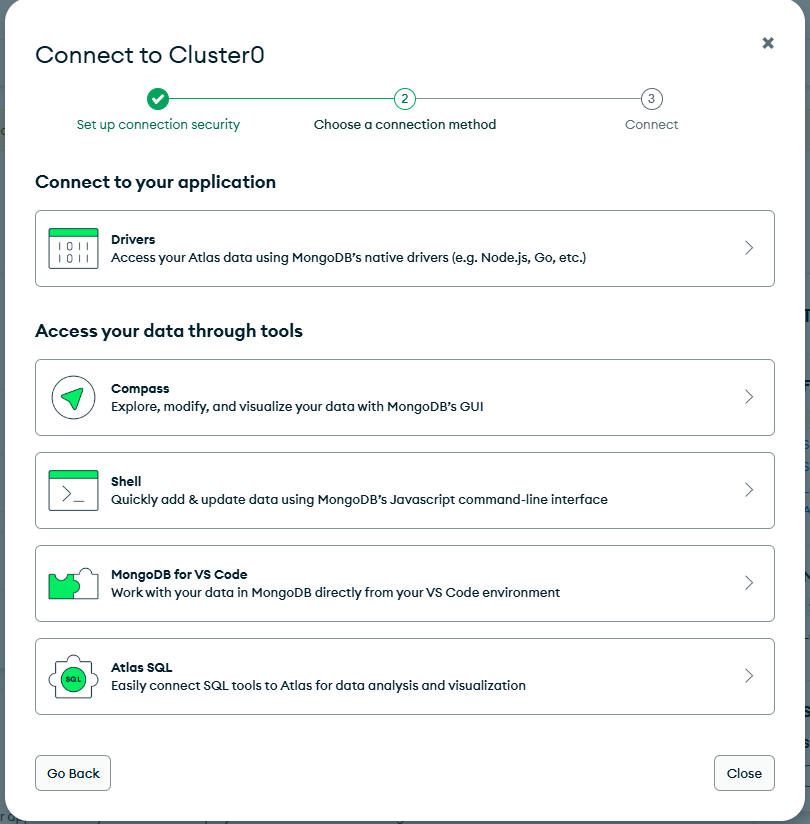 Connect to Cluster0
2
3
Set up connection security
Choose a connection method
Connect
Connect to your application
1011
1011
Drivers
Access your Atlas data using MongoDB's native drivers (e.g. Node.js, Go, etc.)
Access your data through tools
Compass
Explore, modify, and visualize your data with MongoDB's GUI
Shell
Quickly add & update data using MongoDB's Javascript command-line interface
MongoDB for VS Code
Work with your data in MongoDB directly from your VS Code environment
SQL
Atlas SQL
Easily connect SQL tools to Atlas for data analysis and visualization
Go Back
Close